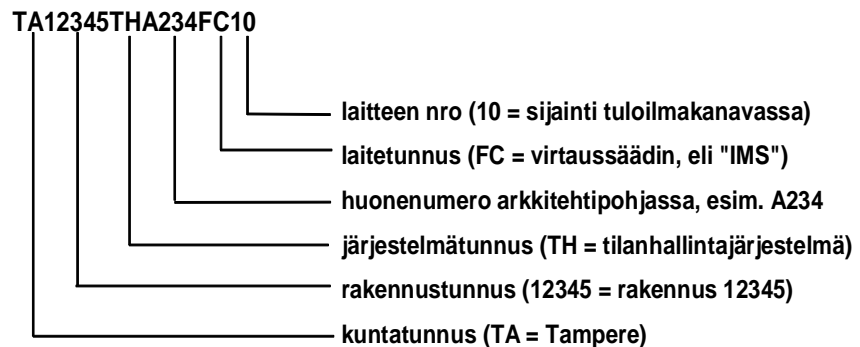 TA12345THA234FC10
laitteen nro (10 = sijainti tuloilmakanavassa)
laitetunnus (FC = virtaussäädin, eli "IMS")
huonenumero arkkitehtipohjassa, esim. A234
järjestelmätunnus (TH = tilanhallintajärjestelmä)
rakennustunnus (12345 = rakennus 12345)
kuntatunnus (TA = Tampere)